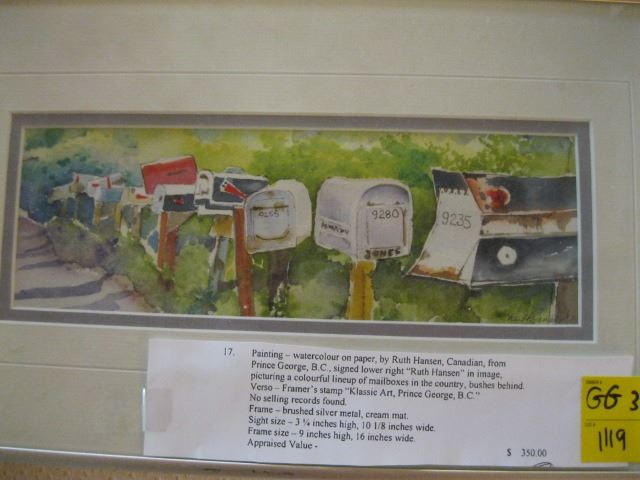 0255
9280
JONES
9235
17. Painting – watercolour on paper, by Ruth Hansen, Canadian, from
Prince George, B.C., signed lower right "Ruth Hansen" in image,
picturing a colourful lineup of mailboxes in the country, bushes behind.
Verso – Framer's stamp "Klassic Art, Prince George, B.C."
No selling records found.
Frame – brushed silver metal, cream mat.
Sight size – 3 ¼ inches high, 10 1/8 inches wide.
Frame size – 9 inches high, 16 inches wide.
Appraised Value - $ 350.00
GG 3
1119